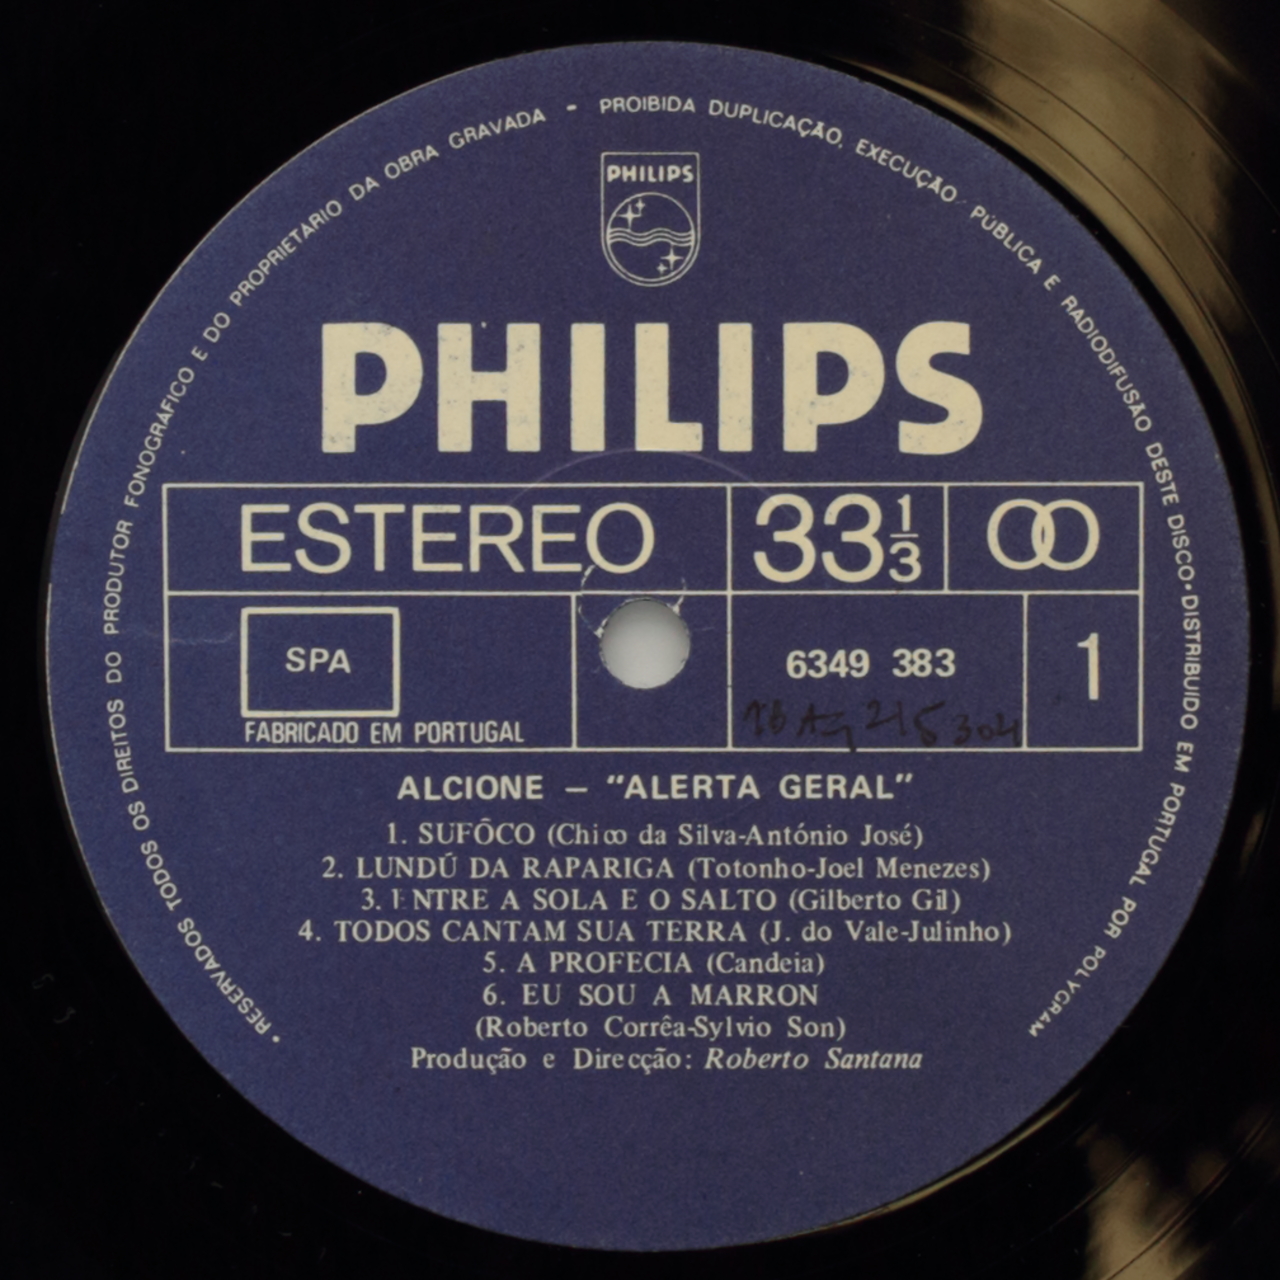 • RESERVADOS TODOS OS DIREITOS DO PRODUTOR FONOGRÁFICO E DO PROPRIETARIO DA OBRA GRAVADA - PROIBIDA DUPLICAÇÃO, EXECUÇÃO PÚBLICA E RADIODIFUSÃO DESTE DISCO • DISTRIBUIDO EM PORTUGAL POR POLYGRAM
PHILIPS
PHILIPS
ESTEREO 33 1/3
SPA 6349 383 1
FABRICADO EM PORTUGAL
ALCIONE – "ALERTA GERAL"
1. SUFÔCO (Chico da Silva-António José)
2. LUNDÚ DA RAPARIGA (Totonho-Joel Menezes)
3. ENTRE A SOLA E O SALTO (Gilberto Gil)
4. TODOS CANTAM SUA TERRA (J. do Vale-Julinho)
5. A PROFECIA (Candeia)
6. EU SOU A MARRON
(Roberto Corrêa-Sylvio Son)
Produção e Direcção: Roberto Santana